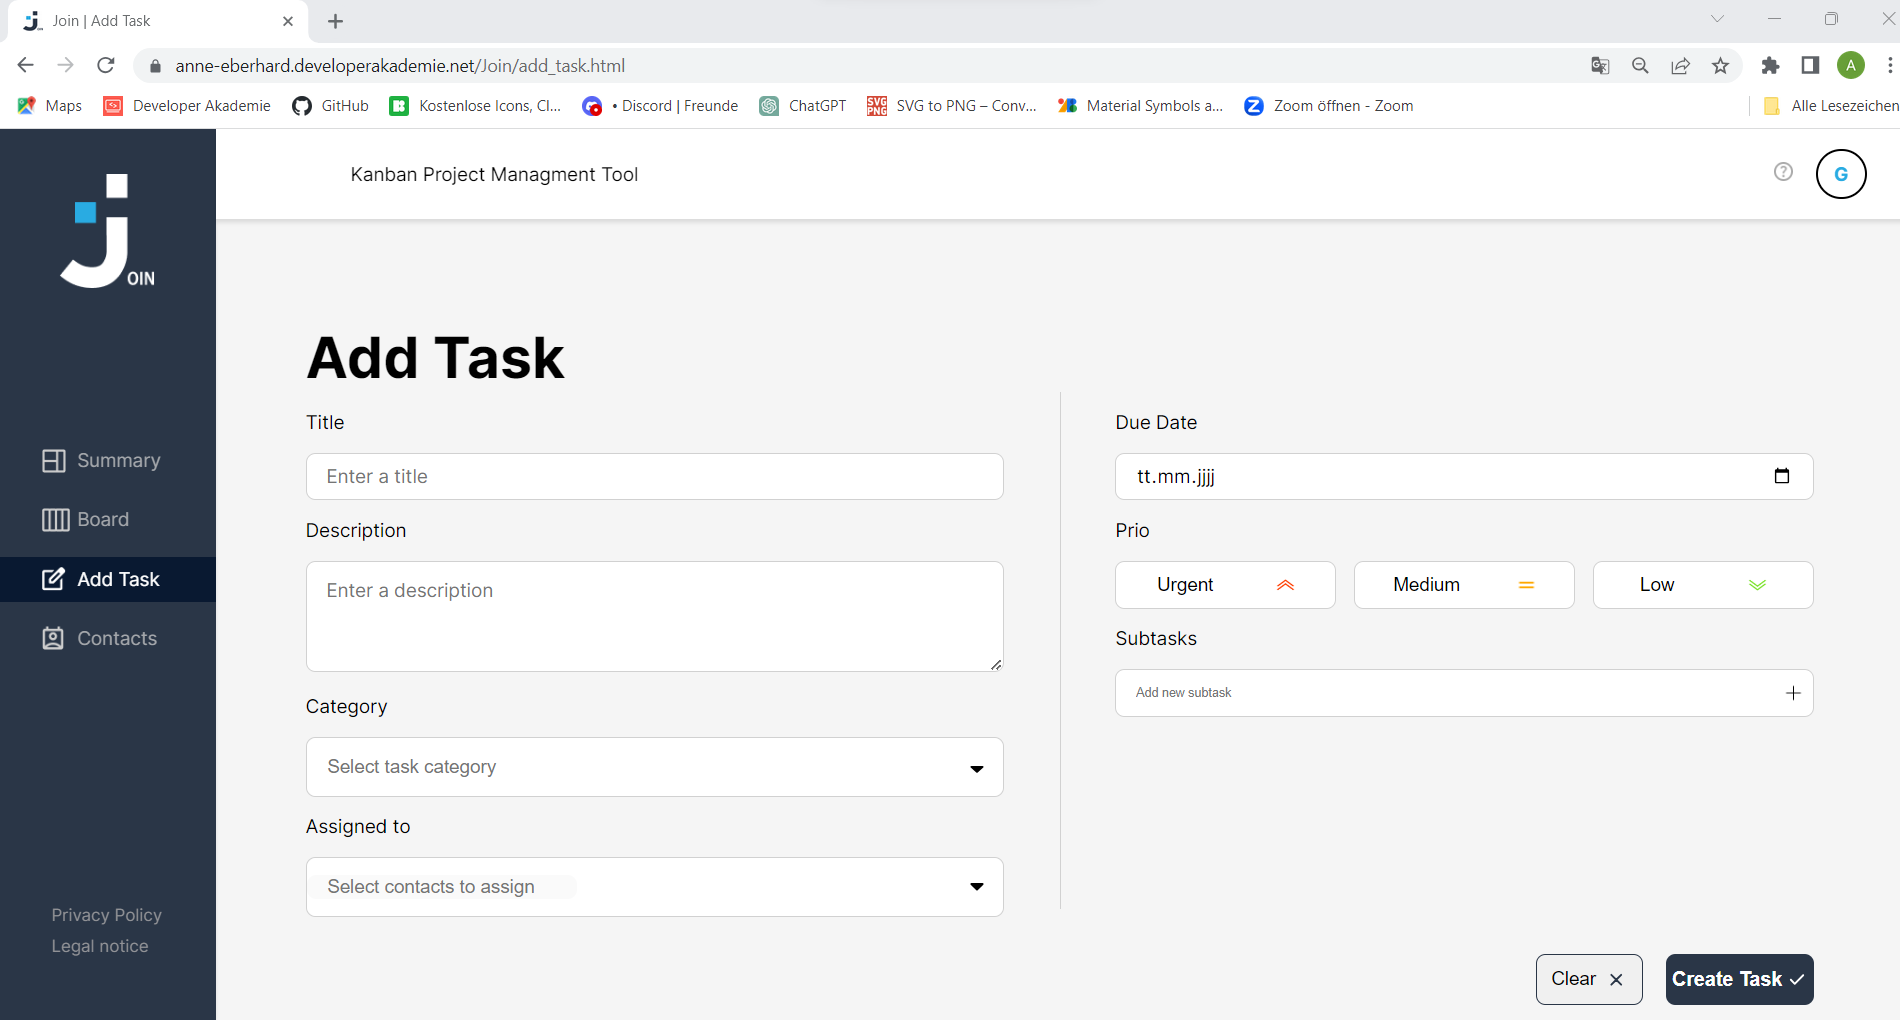 Join | Add Task
anne-eberhard.developerakademie.net/Join/add_task.html
A
Maps
Developer Akademie
GitHub
Kostenlose Icons, Cl...
• Discord | Freunde
ChatGPT
SVG PNG
SVG to PNG – Conv...
Material Symbols a...
Z
Zoom öffnen - Zoom
Alle Lesezeichen
JOIN
Kanban Project Managment Tool
?
G
Summary
Board
Add Task
Contacts
Privacy Policy
Legal notice
Add Task
Title
Enter a title
Description
Enter a description
Category
Select task category
Assigned to
Select contacts to assign
Due Date
tt.mm.jjjj
Prio
Urgent
Medium
Low
Subtasks
Add new subtask
Clear
Create Task